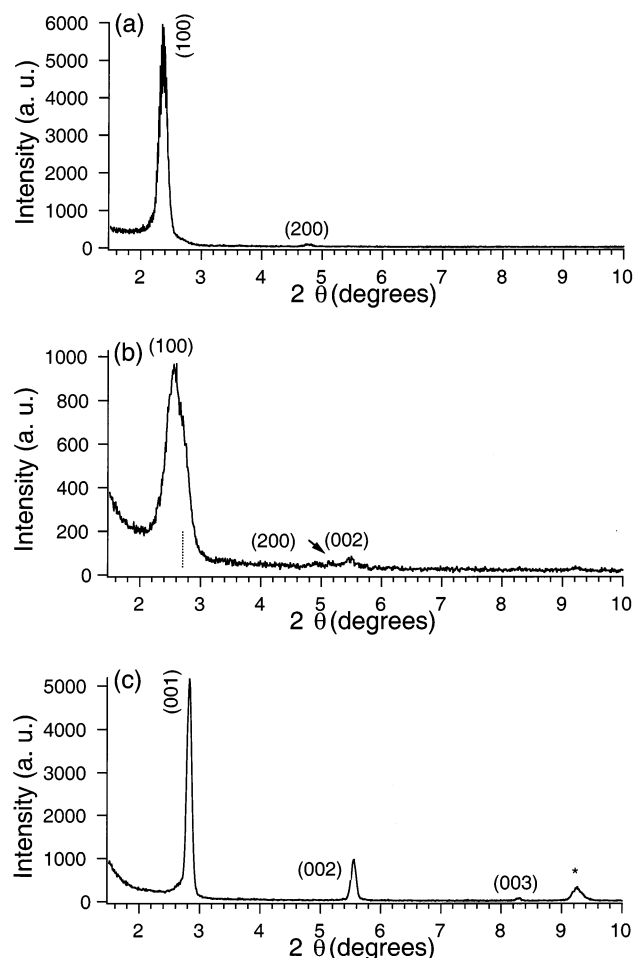 (a)
(100)
6000
5000
4000
3000
2000
1000
0
Intensity (a. u.)
(200)
2 3 4 5 6 7 8 9 10
2 θ (degrees)
(b)
(100)
1000
800
600
400
200
0
Intensity (a. u.)
(200) (002)
2 3 4 5 6 7 8 9 10
2 θ (degrees)
(c)
(001)
5000
4000
3000
2000
1000
0
Intensity (a. u.)
(002)
(003)
*
2 3 4 5 6 7 8 9 10
2 θ (degrees)